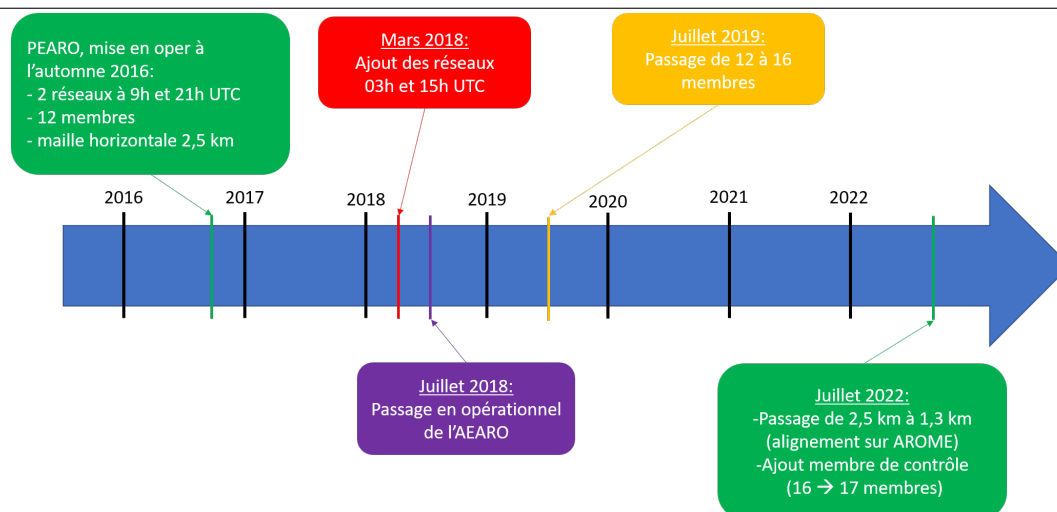 PEARO, mise en oper à
l'automne 2016:
- 2 réseaux à 9h et 21h UTC
- 12 membres
- maille horizontale 2,5 km
Mars 2018:
Ajout des réseaux
03h et 15h UTC
Juillet 2019:
Passage de 12 à 16
membres
2016
2017
2018
2019
2020
2021
2022
Juillet 2018:
Passage en opérationnel
de l'AEARO
Juillet 2022:
-Passage de 2,5 km à 1,3 km
(alignement sur AROME)
-Ajout membre de contrôle
(16 → 17 membres)